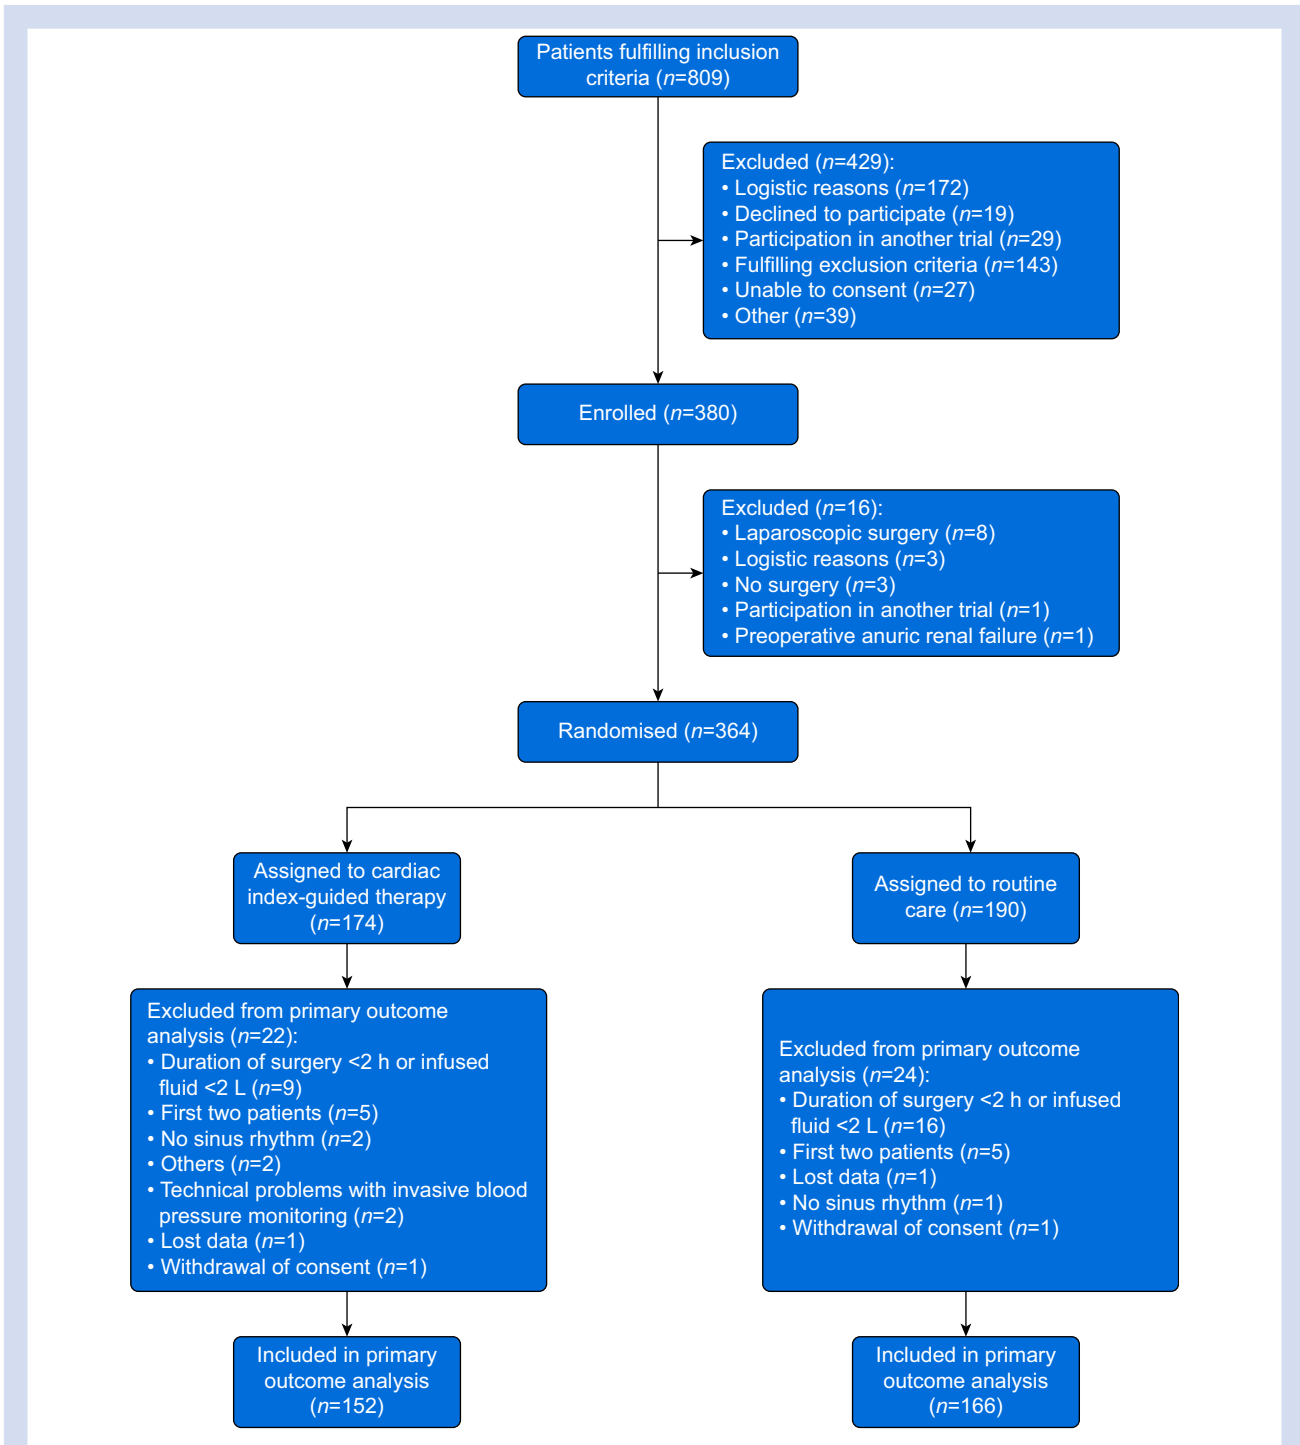 Patients fulfilling inclusion
criteria (n=809)
Excluded (n=429):
• Logistic reasons (n=172)
• Declined to participate (n=19)
• Participation in another trial (n=29)
• Fulfilling exclusion criteria (n=143)
• Unable to consent (n=27)
• Other (n=39)
Enrolled (n=380)
Excluded (n=16):
• Laparoscopic surgery (n=8)
• Logistic reasons (n=3)
• No surgery (n=3)
• Participation in another trial (n=1)
• Preoperative anuric renal failure (n=1)
Randomised (n=364)
Assigned to cardiac
index-guided therapy
(n=174)
Assigned to routine
care (n=190)
Excluded from primary outcome
analysis (n=22):
• Duration of surgery <2 h or infused
fluid <2 L (n=9)
• First two patients (n=5)
• No sinus rhythm (n=2)
• Others (n=2)
• Technical problems with invasive blood
pressure monitoring (n=2)
• Lost data (n=1)
• Withdrawal of consent (n=1)
Excluded from primary outcome
analysis (n=24):
• Duration of surgery <2 h or infused
fluid <2 L (n=16)
• First two patients (n=5)
• Lost data (n=1)
• No sinus rhythm (n=1)
• Withdrawal of consent (n=1)
Included in primary
outcome analysis
(n=152)
Included in primary
outcome analysis
(n=166)